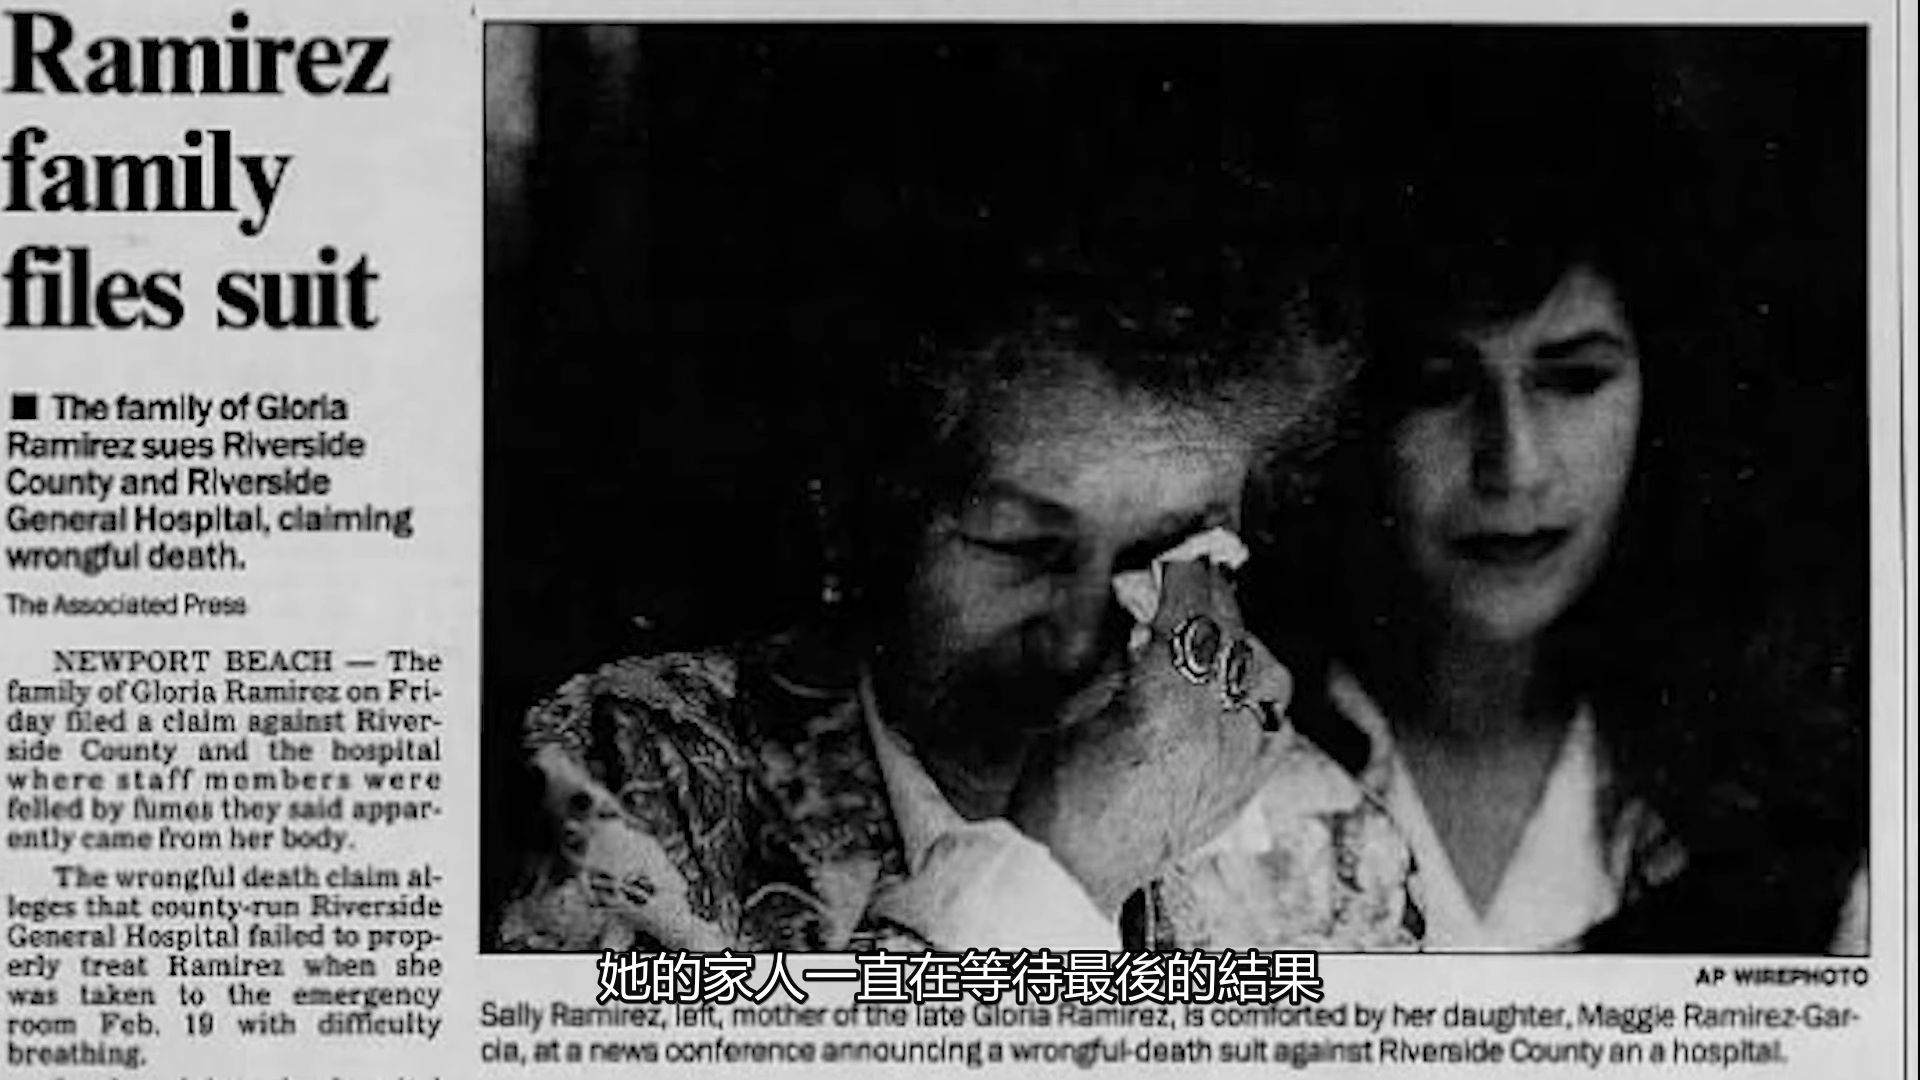 Ramirez
family
files suit
■ The family of Gloria
Ramirez sues Riverside
County and Riverside
General Hospital, claiming
wrongful death.
The Associated Press
NEWPORT BEACH — The
family of Gloria Ramirez on Fri-
day filed a claim against River-
side County and the hospital
where staff members were
felled by fumes they said appar-
ently came from her body.
The wrongful death claim al-
leges that county-run Riverside
General Hospital failed to prop-
erly treat Ramirez when she
was taken to the emergency
room Feb. 19 with difficulty
breathing.
AP WIREPHOTO
她的家人一直在等待最後的結果
Sally Ramirez, left, mother of the late Gloria Ramirez, is comforted by her daughter, Maggie Ramirez-Gar-
cia, at a news conference announcing a wrongful-death suit against Riverside County an a hospital.